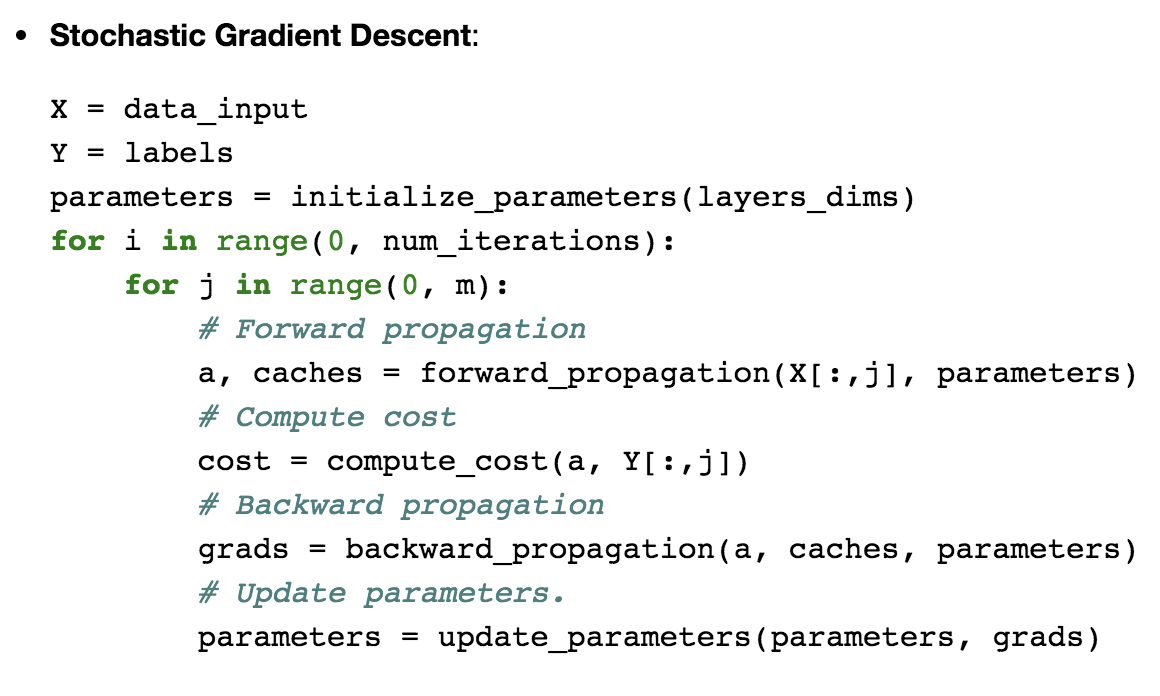 • Stochastic Gradient Descent:
X = data_input
Y = labels
parameters = initialize_parameters(layers_dims)
for i in range(0, num_iterations):
    for j in range(0, m):
        # Forward propagation
        a, caches = forward_propagation(X[:,j], parameters)
        # Compute cost
        cost = compute_cost(a, Y[:,j])
        # Backward propagation
        grads = backward_propagation(a, caches, parameters)
        # Update parameters.
        parameters = update_parameters(parameters, grads)